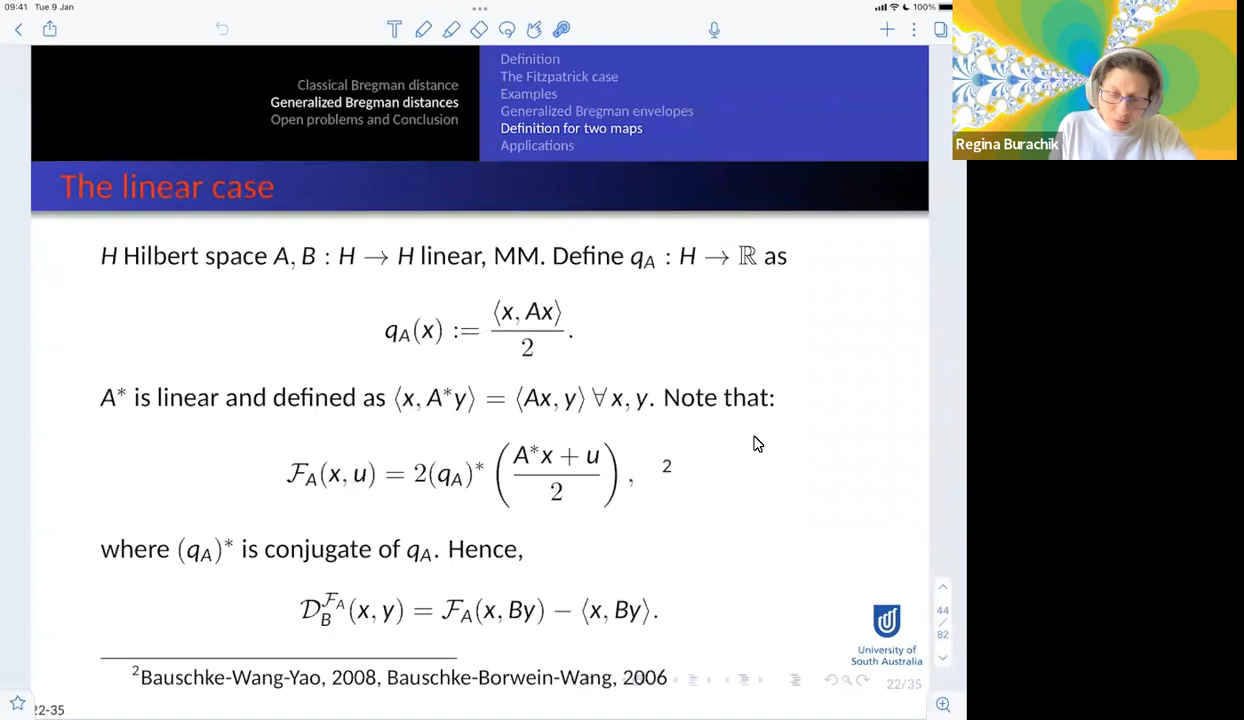 09:41 Tue 9 Jan
100%
Classical Bregman distance
Generalized Bregman distances
Open problems and Conclusion
Definition
The Fitzpatrick case
Examples
Generalized Bregman envelopes
Definition for two maps
Applications
Regina Burachik
The linear case
H Hilbert space A, B : H → H linear, MM. Define q_A : H → ℝ as
q_A(x) := ⟨x, Ax⟩ / 2 .
A* is linear and defined as ⟨x, A*y⟩ = ⟨Ax, y⟩ ∀ x, y. Note that:
ℱ_A(x, u) = 2(q_A)* ( (A*x + u) / 2 ) , 2
where (q_A)* is conjugate of q_A. Hence,
𝒟_B^{ℱ_A}(x, y) = ℱ_A(x, By) − ⟨x, By⟩.
2 Bauschke-Wang-Yao, 2008, Bauschke-Borwein-Wang, 2006
University of
South Australia
44
/
82
22/35
22-35